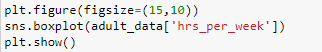 plt.figure(figsize=(15,10))
sns.boxplot(adult_data['hrs_per_week'])
plt.show()